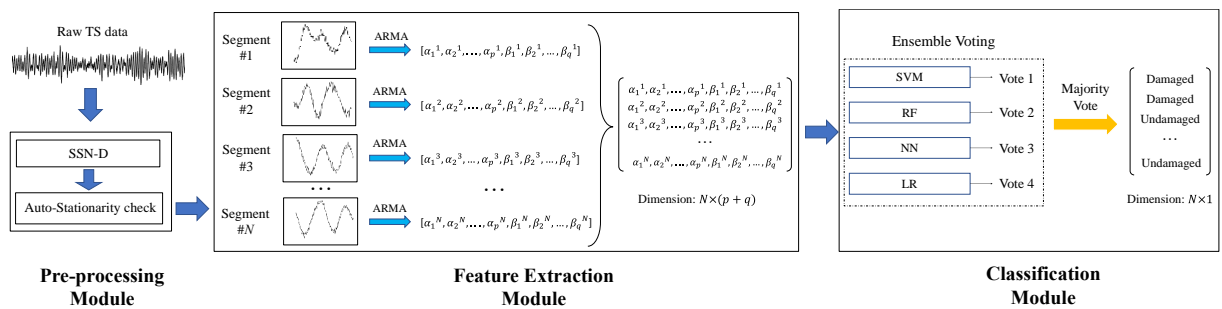 Raw TS data
SSN-D
Auto-Stationarity check
Pre-processing
Module
Segment
#1
ARMA
[α₁¹, α₂¹, …, αₚ¹, β₁¹, β₂¹, …, β_q¹]
Segment
#2
ARMA
[α₁², α₂², …, αₚ², β₁², β₂², …, β_q²]
Segment
#3
ARMA
[α₁³, α₂³, …, αₚ³, β₁³, β₂³, …, β_q³]
... ...
Segment
#N
ARMA
[α₁ᴺ, α₂ᴺ, …, αₚᴺ, β₁ᴺ, β₂ᴺ, …, β_qᴺ]
α₁¹, α₂¹, …, αₚ¹, β₁¹, β₂¹, …, β_q¹
α₁², α₂², …, αₚ², β₁², β₂², …, β_q²
α₁³, α₂³, …, αₚ³, β₁³, β₂³, …, β_q³
...
α₁ᴺ, α₂ᴺ, …, αₚᴺ, β₁ᴺ, β₂ᴺ, …, β_qᴺ
Dimension: N×(p + q)
Feature Extraction
Module
Ensemble Voting
SVM Vote 1
RF Vote 2
NN Vote 3
LR Vote 4
Majority
Vote
Damaged
Damaged
Undamaged
...
Undamaged
Dimension: N×1
Classification
Module